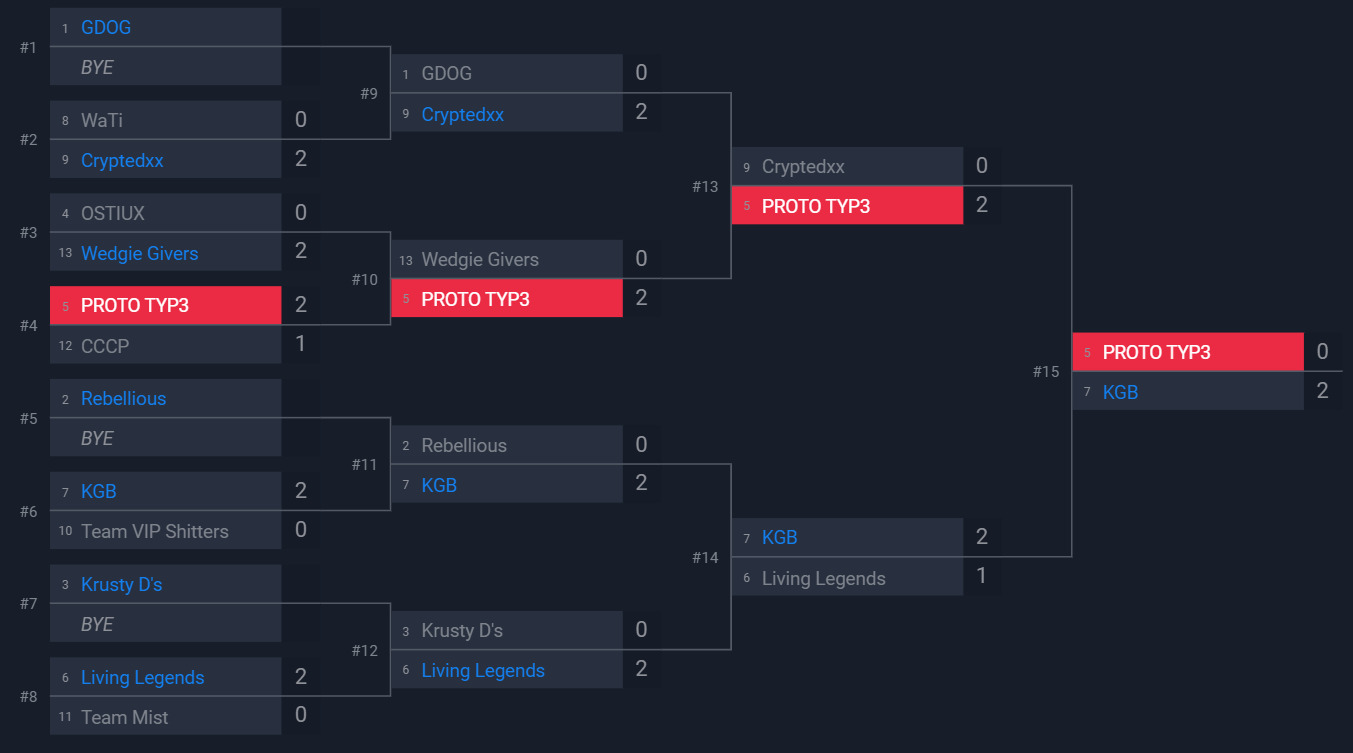 #1
1 GDOG
BYE
#2
8 WaTi 0
9 Cryptedxx 2
#3
4 OSTIUX 0
13 Wedgie Givers 2
#4
5 PROTO TYP3 2
12 CCCP 1
#5
2 Rebellious
BYE
#6
7 KGB 2
10 Team VIP Shitters 0
#7
3 Krusty D's
BYE
#8
6 Living Legends 2
11 Team Mist 0
#9
1 GDOG 0
9 Cryptedxx 2
#10
13 Wedgie Givers 0
5 PROTO TYP3 2
#11
2 Rebellious 0
7 KGB 2
#12
3 Krusty D's 0
6 Living Legends 2
#13
9 Cryptedxx 0
5 PROTO TYP3 2
#14
7 KGB 2
6 Living Legends 1
#15
5 PROTO TYP3 0
7 KGB 2